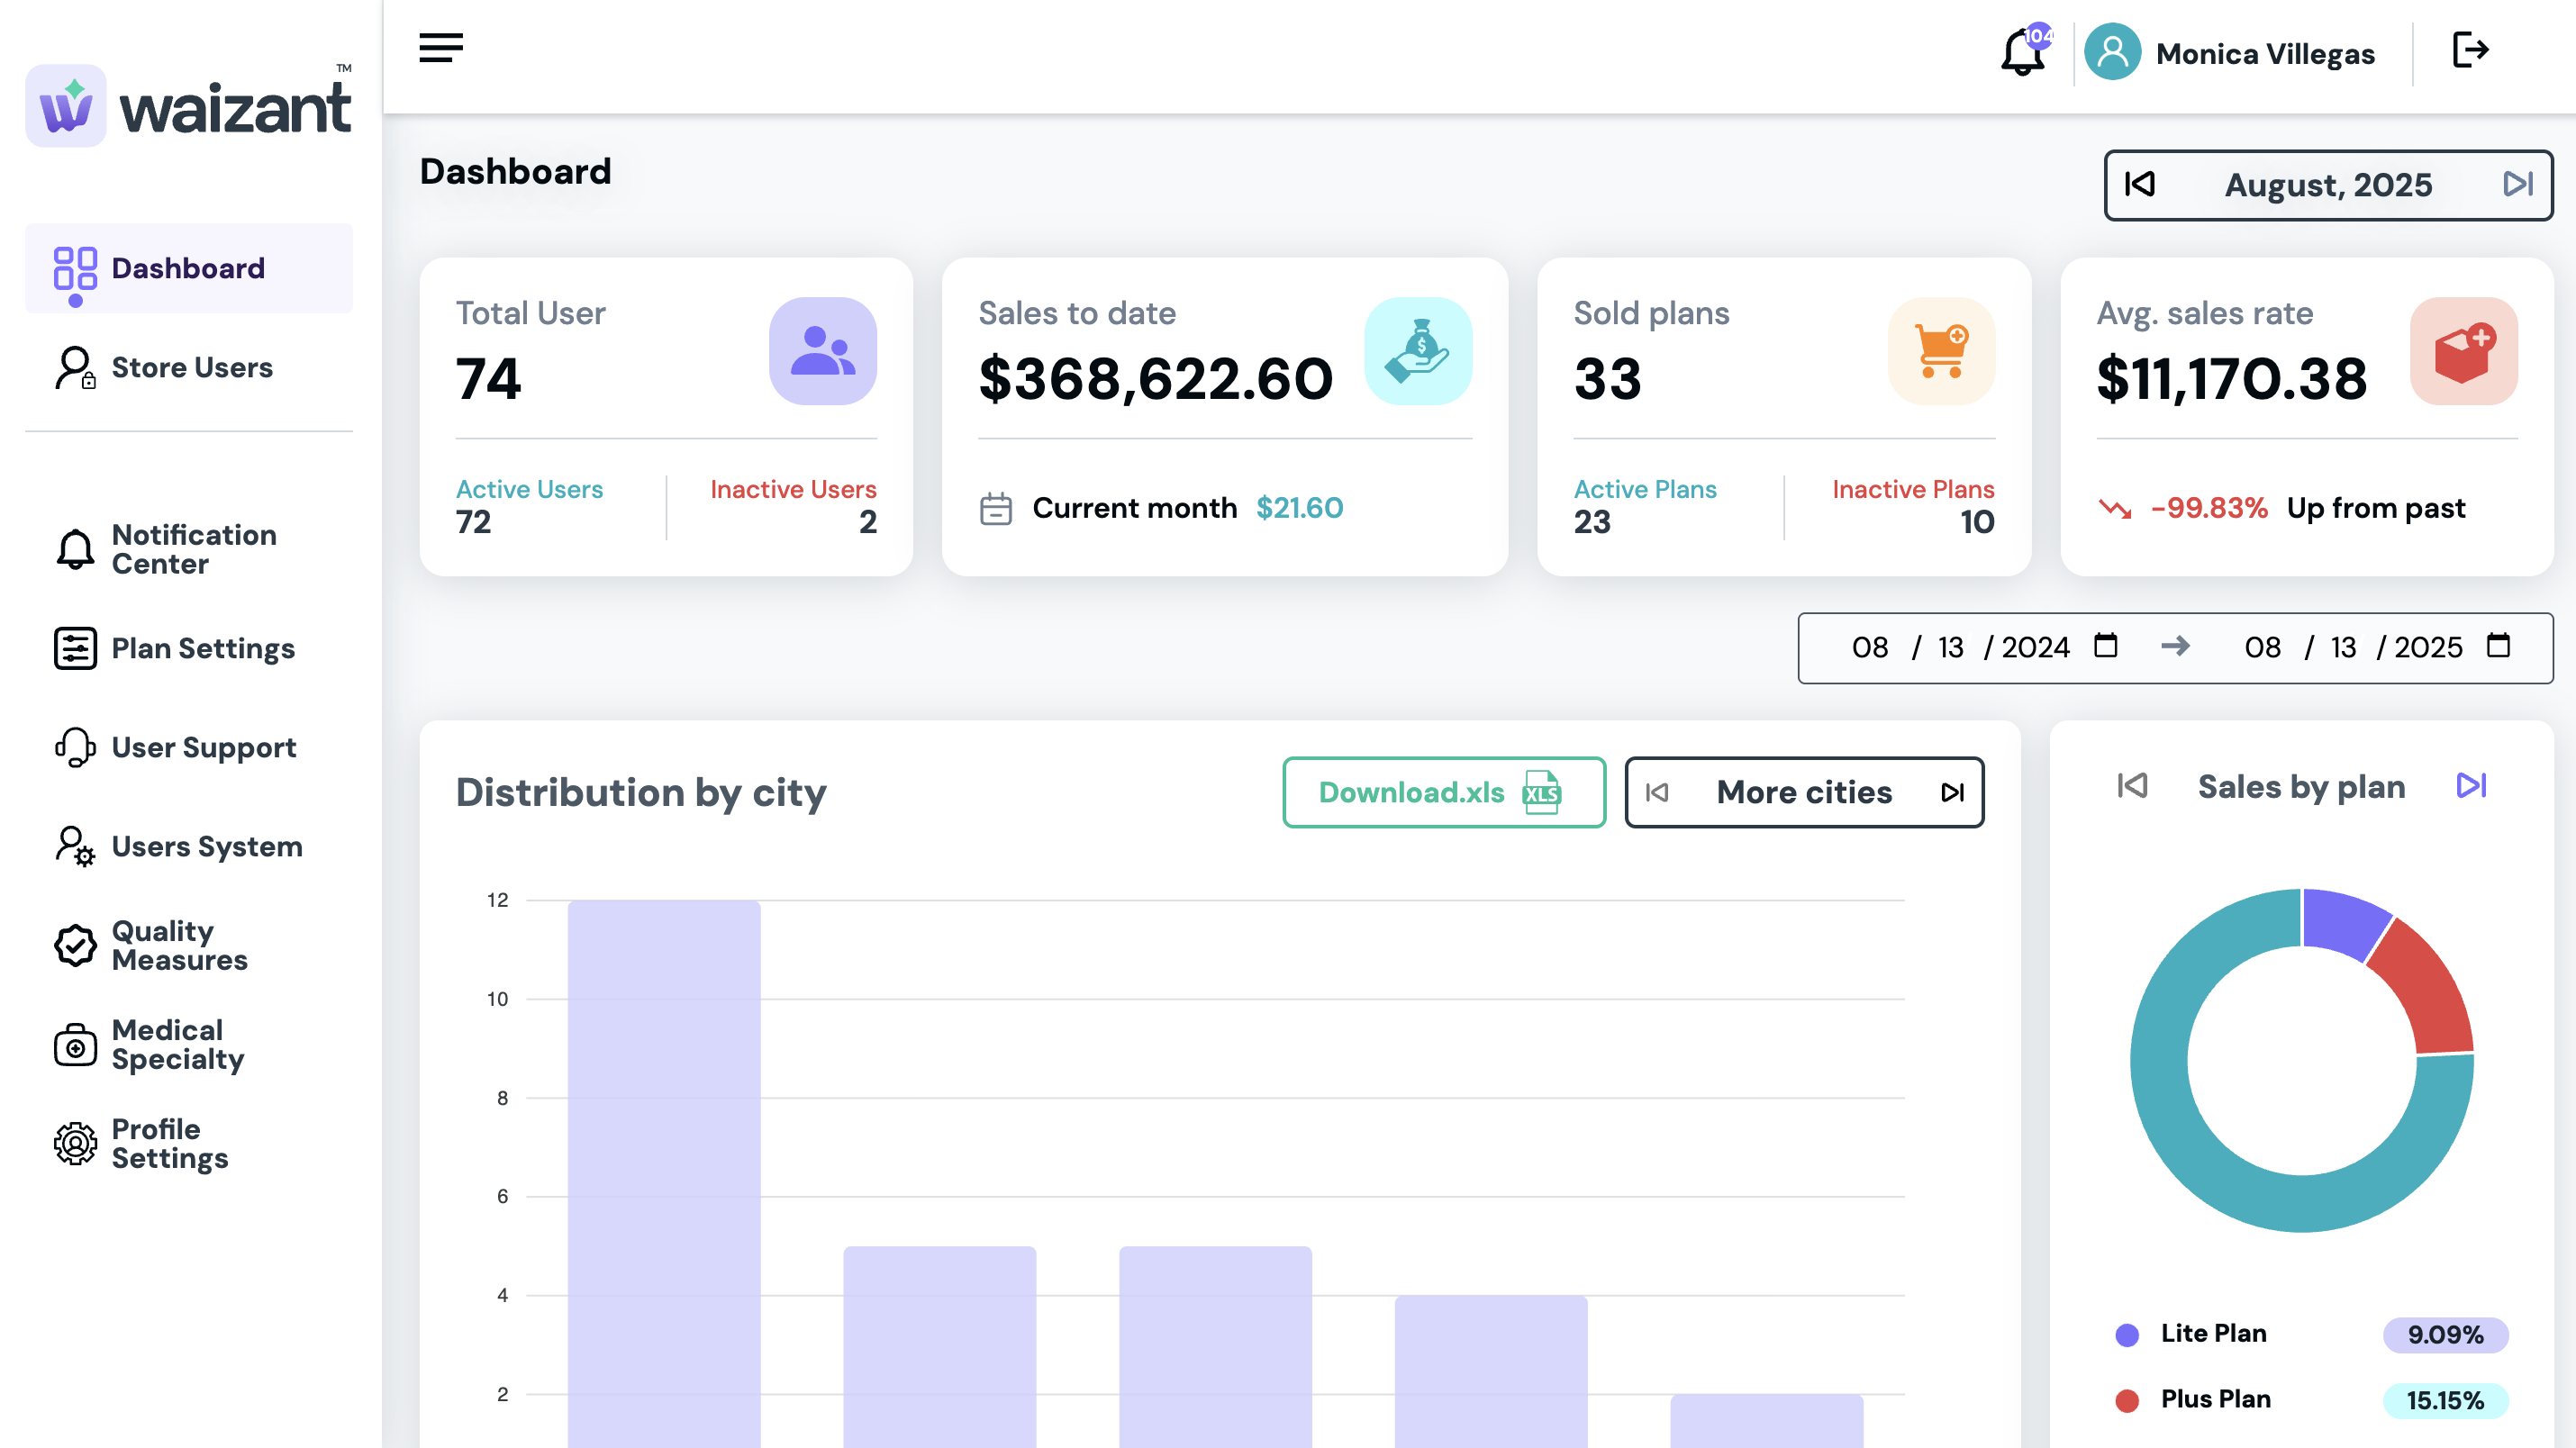 waizant™
104
Monica Villegas
Dashboard
August, 2025
Dashboard
Store Users
Notification
Center
Plan Settings
User Support
Users System
Quality
Measures
Medical
Specialty
Profile
Settings
Total User
74
Active Users
72
Inactive Users
2
Sales to date
$368,622.60
Current month $21.60
Sold plans
33
Active Plans
23
Inactive Plans
10
Avg. sales rate
$11,170.38
-99.83% Up from past
08 / 13 / 2024
08 / 13 / 2025
Distribution by city
Download.xls XLS
More cities
12
10
8
6
4
2
Sales by plan
Lite Plan 9.09%
Plus Plan 15.15%